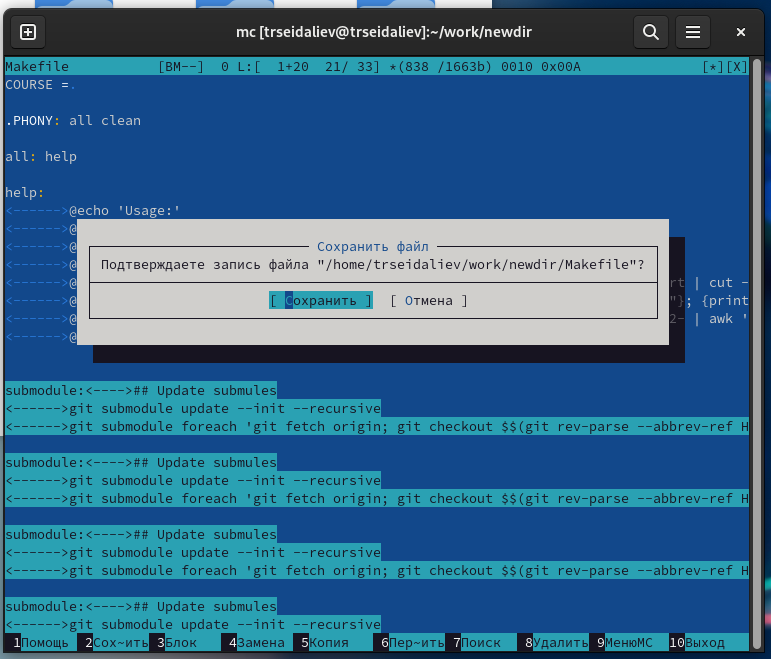 mc [trseidaliev@trseidaliev]:~/work/newdir
Makefile [BM--] 0 L:[ 1+20 21/ 33] *(838 /1663b) 0010 0x00A [*][X]
COURSE =.
.PHONY: all clean
all: help
help:
<------>@echo 'Usage:'
<------>@
<------>@
Сохранить файл
<------>@
Подтверждаете запись файла "/home/trseidaliev/work/newdir/Makefile"?
<------>@ rt | cut -
<------>@ "}; {print
[ Сохранить ] [ Отмена ]
<------>@ 2- | awk '
<------>@
submodule:<---->## Update submules
<------>git submodule update --init --recursive
<------>git submodule foreach 'git fetch origin; git checkout $$(git rev-parse --abbrev-ref H
submodule:<---->## Update submules
<------>git submodule update --init --recursive
<------>git submodule foreach 'git fetch origin; git checkout $$(git rev-parse --abbrev-ref H
submodule:<---->## Update submules
<------>git submodule update --init --recursive
<------>git submodule foreach 'git fetch origin; git checkout $$(git rev-parse --abbrev-ref H
submodule:<---->## Update submules
<------>git submodule update --init --recursive
1Помощь 2Сох~ить 3Блок 4Замена 5Копия 6Пер~ить 7Поиск 8Удалить 9МенюMC 10Выход